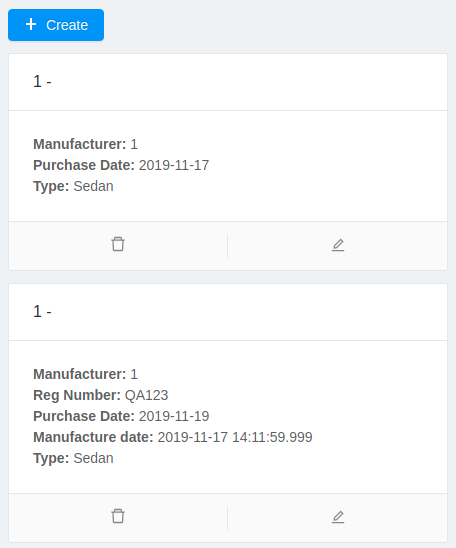 Create
1 -
Manufacturer: 1
Purchase Date: 2019-11-17
Type: Sedan
1 -
Manufacturer: 1
Reg Number: QA123
Purchase Date: 2019-11-19
Manufacture date: 2019-11-17 14:11:59.999
Type: Sedan